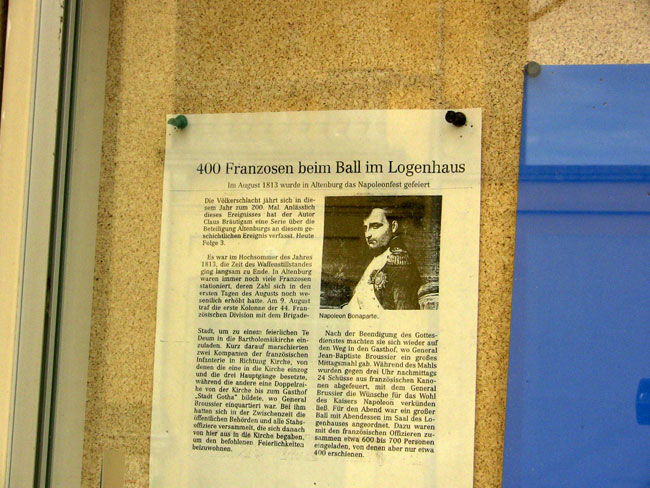 400 Franzosen beim Ball im Logenhaus
Im August 1813 wurde in Altenburg das Napoleonfest gefeiert
Die Völkerschlacht jährt sich in die-
sem Jahr zum 200. Mal. Anlässlich
dieses Ereignisses hat der Autor
Claus Bräutigam eine Serie über die
Beteiligung Altenburgs an diesem ge-
schichtlichen Ereignis verfasst. Heute
Folge 3.
Es war im Hochsommer des Jahres
1813, die Zeit des Waffenstillstandes
ging langsam zu Ende. In Altenburg
waren immer noch viele Franzosen
stationiert, deren Zahl sich in den
ersten Tagen des Augusts noch we-
sentlich erhöht hatte. Am 9. August
traf die erste Kolonne der 44. Fran-
zösischen Division mit dem Brigade-
Napoleon Bonaparte.
Stadt, um zu einem feierlichen Te
Deum in die Bartholomäikirche ein-
zuladen. Kurz darauf marschierten
zwei Kompanien der französischen
Infanterie in Richtung Kirche, von
denen die eine in die Kirche einzog
und die drei Hauptgänge besetzte,
während die andere eine Doppelrei-
he von der Kirche bis zum Gasthof
„Stadt Gotha" bildete, wo General
Broussier einquartiert war. Bei ihm
hatten sich in der Zwischenzeit die
öffentlichen Behörden und alle Stabs-
offiziere versammelt, die sich danach
von hier aus in die Kirche begaben,
um den befohlenen Feierlichkeiten
beizuwohnen.
Nach der Beendigung des Gottes-
dienstes machten sie sich wieder auf
den Weg in den Gasthof, wo General
Jean-Baptiste Broussier ein großes
Mittagsmahl gab. Während des Mahls
wurden gegen drei Uhr nachmittags
24 Schüsse aus französischen Kano-
nen abgefeuert, mit dem General
Brussier die Wünsche für das Wohl
des Kaisers Napoleon verkünden
ließ. Für den Abend war ein großer
Ball mit Abendessen im Saal des Lo-
genhauses angeordnet. Dazu waren
mit den französischen Offizieren zu-
sammen etwa 600 bis 700 Personen
eingeladen, von denen aber nur etwa
400 erschienen.